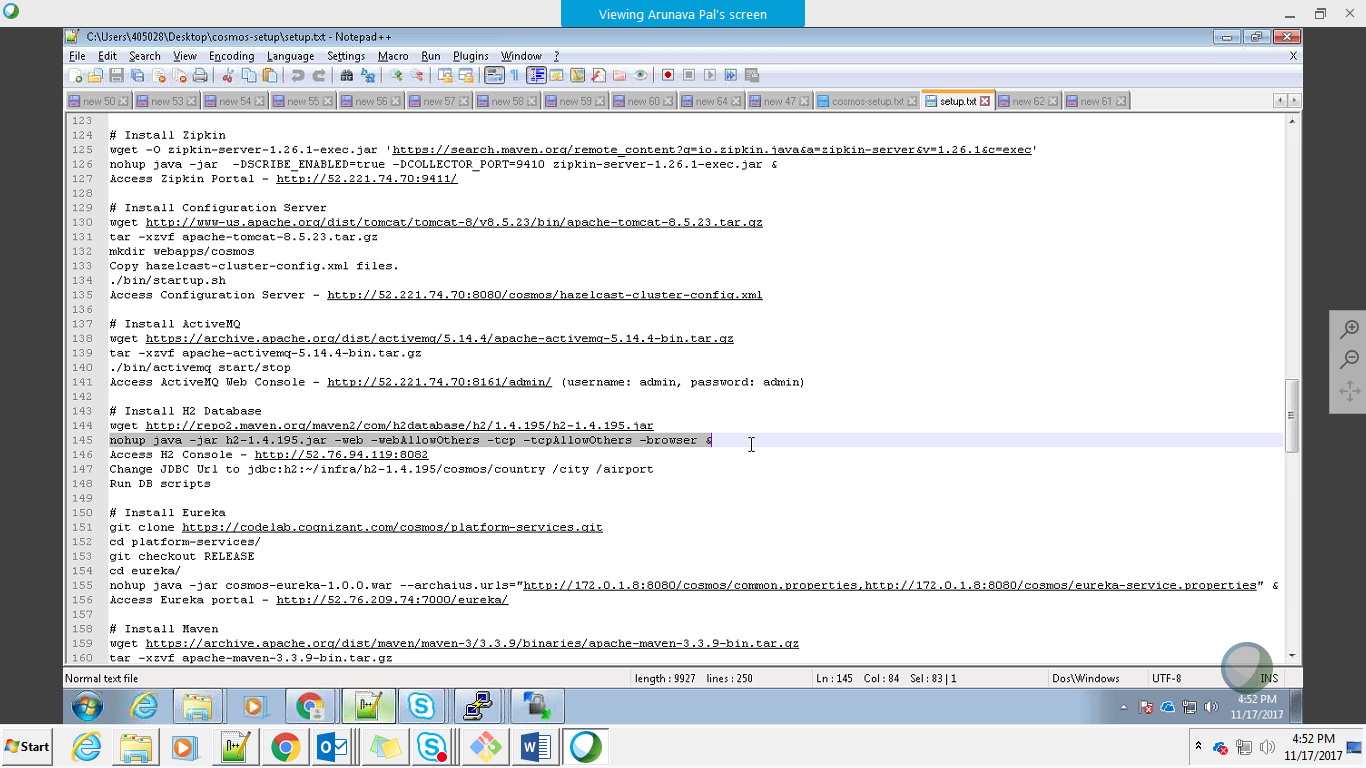 Viewing Arunava Pal's screen
C:\Users\405028\Desktop\cosmos-setup\setup.txt - Notepad++
File Edit Search View Encoding Language Settings Macro Run Plugins Window ? X
new 50 new 53 new 54 new 55 new 56 new 57 new 58 new 59 new 60 new 64 new 47 cosmos-setup.txt setup.txt new 62 new 61
123
124 # Install Zipkin
125 wget -O zipkin-server-1.26.1-exec.jar 'https://search.maven.org/remote_content?g=io.zipkin.java&a=zipkin-server&v=1.26.1&c=exec'
126 nohup java -jar  -DSCRIBE_ENABLED=true -DCOLLECTOR_PORT=9410 zipkin-server-1.26.1-exec.jar &
127 Access Zipkin Portal - http://52.221.74.70:9411/
128
129 # Install Configuration Server
130 wget http://www-us.apache.org/dist/tomcat/tomcat-8/v8.5.23/bin/apache-tomcat-8.5.23.tar.gz
131 tar -xzvf apache-tomcat-8.5.23.tar.gz
132 mkdir webapps/cosmos
133 Copy hazelcast-cluster-config.xml files.
134 ./bin/startup.sh
135 Access Configuration Server - http://52.221.74.70:8080/cosmos/hazelcast-cluster-config.xml
136
137 # Install ActiveMQ
138 wget https://archive.apache.org/dist/activemq/5.14.4/apache-activemq-5.14.4-bin.tar.gz
139 tar -xzvf apache-activemq-5.14.4-bin.tar.gz
140 ./bin/activemq start/stop
141 Access ActiveMQ Web Console - http://52.221.74.70:8161/admin/ (username: admin, password: admin)
142
143 # Install H2 Database
144 wget http://repo2.maven.org/maven2/com/h2database/h2/1.4.195/h2-1.4.195.jar
145 nohup java -jar h2-1.4.195.jar -web -webAllowOthers -tcp -tcpAllowOthers -browser &
146 Access H2 Console - http://52.76.94.119:8082
147 Change JDBC Url to jdbc:h2:~/infra/h2-1.4.195/cosmos/country /city /airport
148 Run DB scripts
149
150 # Install Eureka
151 git clone https://codelab.cognizant.com/cosmos/platform-services.git
152 cd platform-services/
153 git checkout RELEASE
154 cd eureka/
155 nohup java -jar cosmos-eureka-1.0.0.war --archaius.urls="http://172.0.1.8:8080/cosmos/common.properties,http://172.0.1.8:8080/cosmos/eureka-service.properties" &
156 Access Eureka portal - http://52.76.209.74:7000/eureka/
157
158 # Install Maven
159 wget https://archive.apache.org/dist/maven/maven-3/3.3.9/binaries/apache-maven-3.3.9-bin.tar.gz
160 tar -xzvf apache-maven-3.3.9-bin.tar.gz
Normal text file length : 9927 lines : 250 Ln : 145 Col : 84 Sel : 83 | 1 Dos\Windows UTF-8 INS
4:52 PM
11/17/2017
Start
4:52 PM
11/17/2017